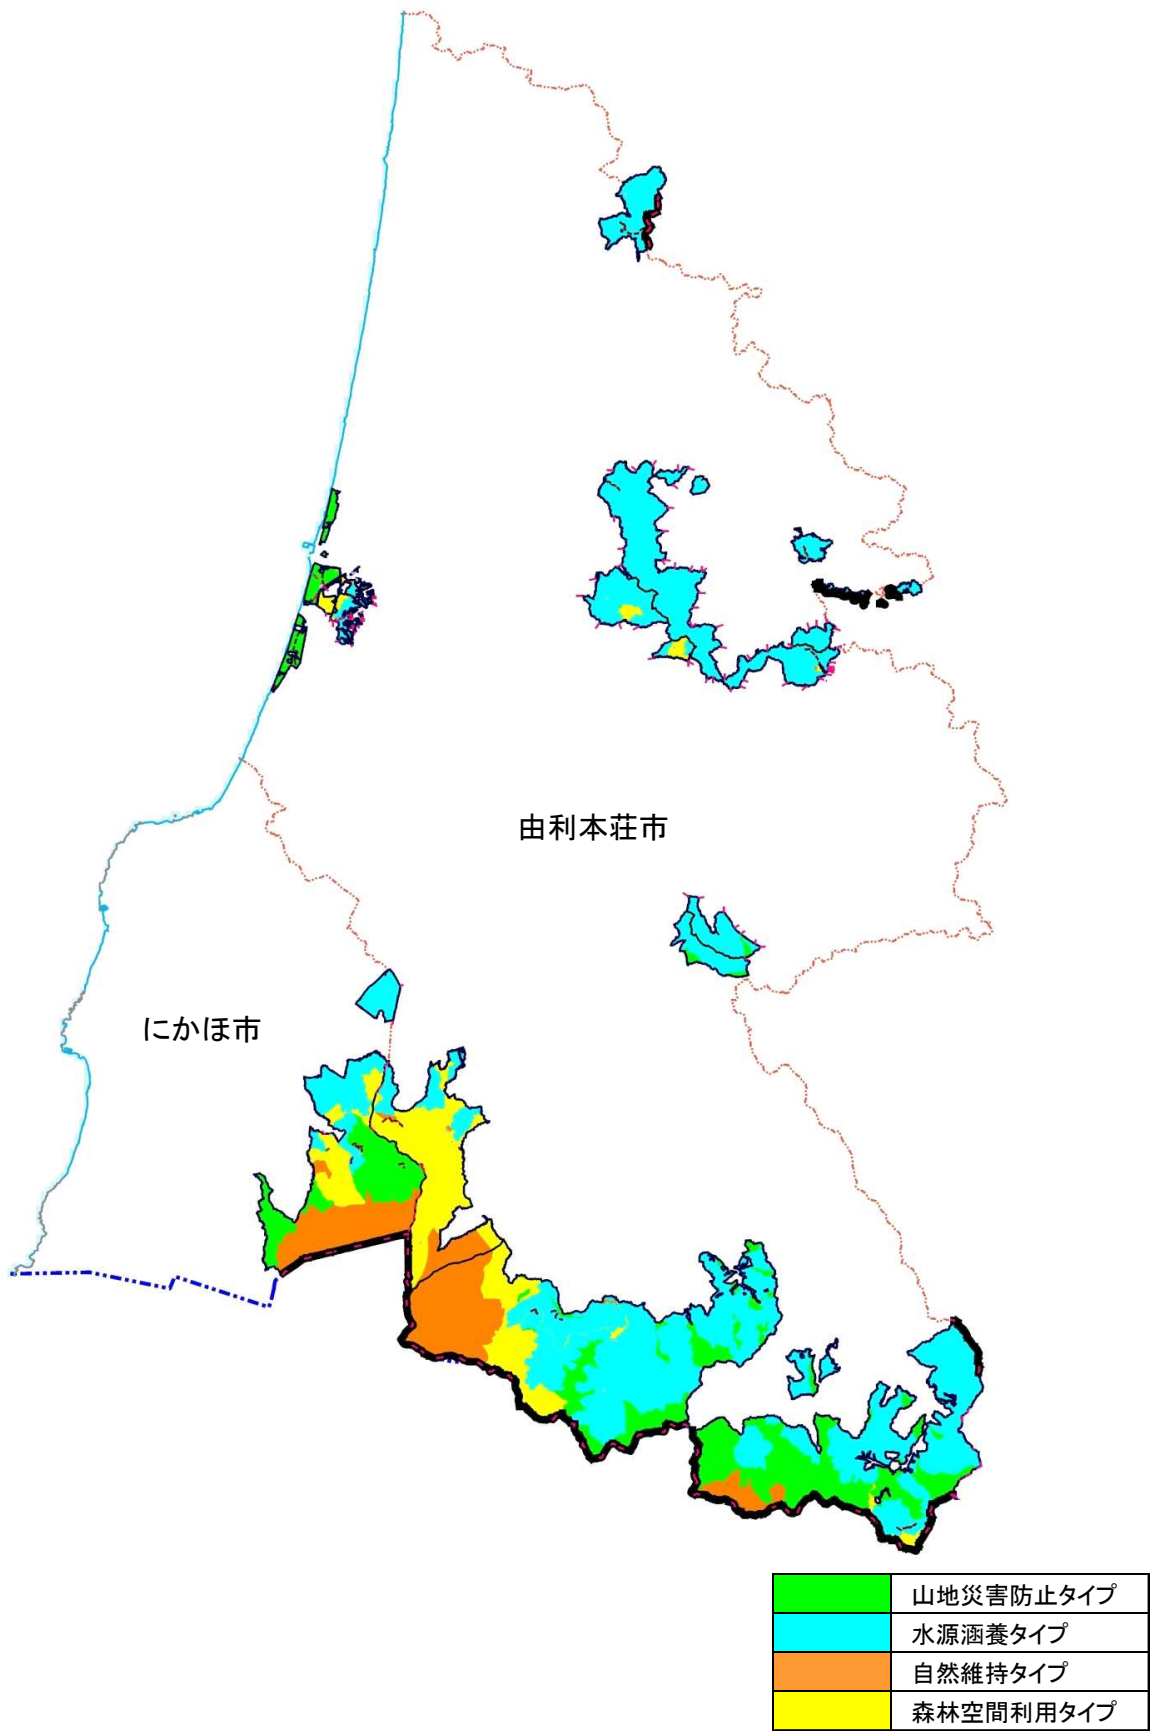 由利本荘市
にかほ市
山地災害防止タイプ
水源涵養タイプ
自然維持タイプ
森林空間利用タイプ